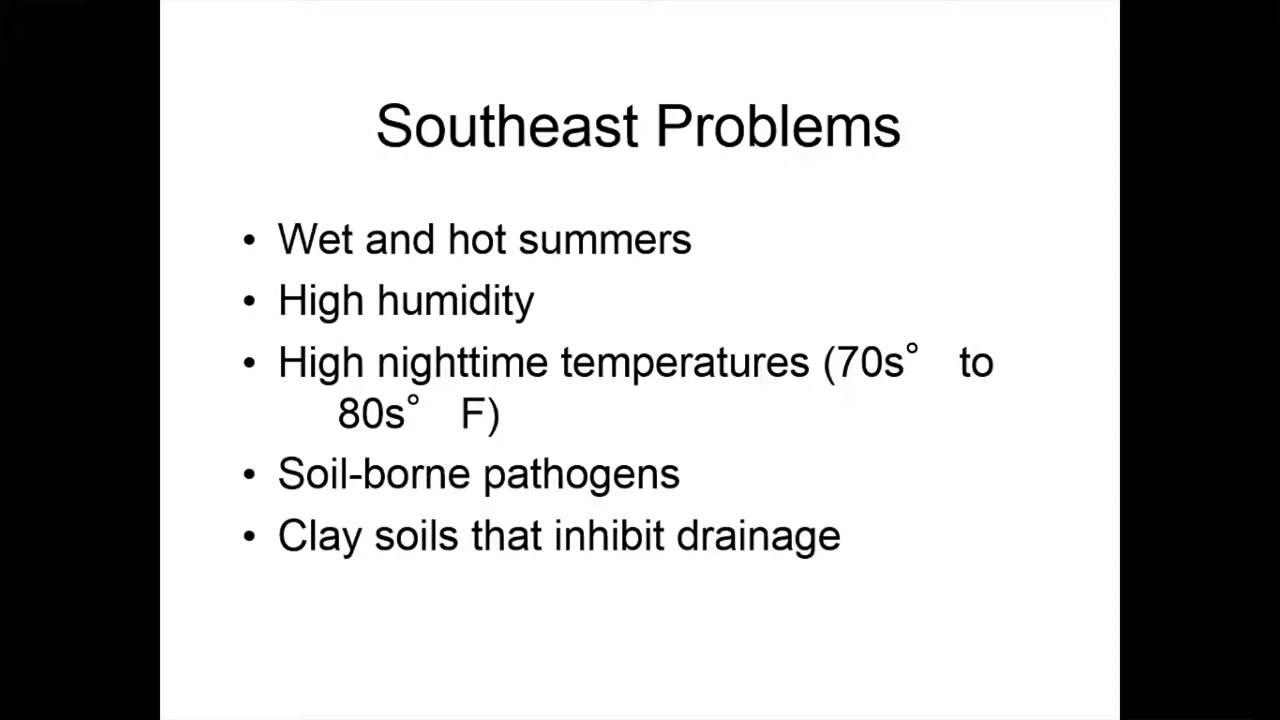 Southeast Problems
• Wet and hot summers
• High humidity
• High nighttime temperatures (70s° to
80s° F)
• Soil-borne pathogens
• Clay soils that inhibit drainage